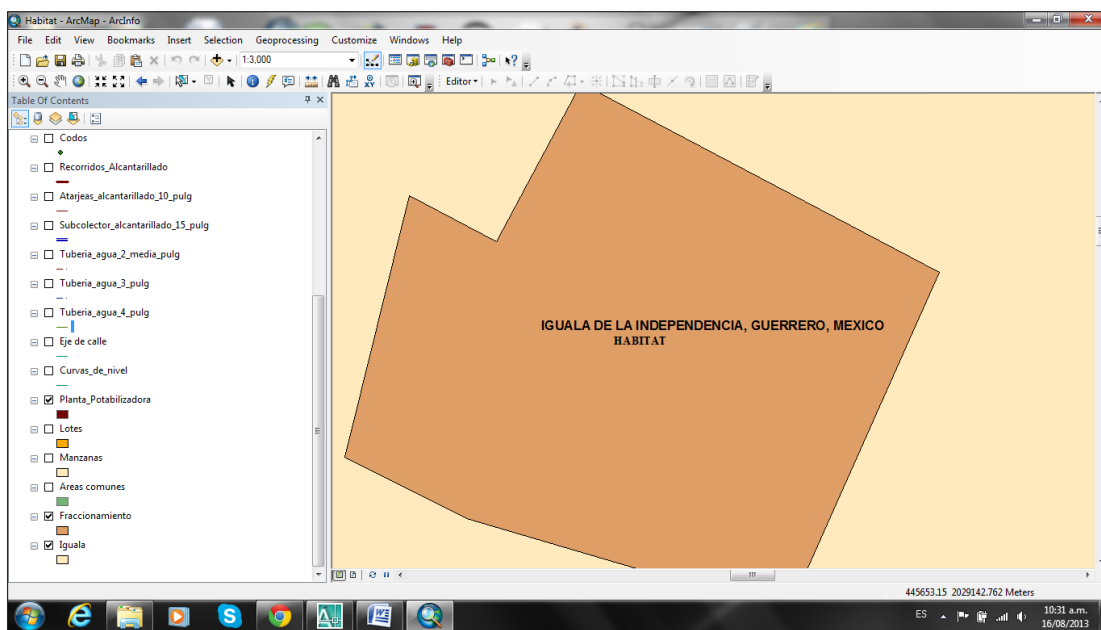 Habitat - ArcMap - ArcInfo
File Edit View Bookmarks Insert Selection Geoprocessing Customize Windows Help
1:3,000
Editor
Table Of Contents
Codos
Recorridos_Alcantarillado
Atarjeas_alcantarillado_10_pulg
Subcolector_alcantarillado_15_pulg
Tuberia_agua_2_media_pulg
Tuberia_agua_3_pulg
Tuberia_agua_4_pulg
Eje de calle
Curvas_de_nivel
Planta_Potabilizadora
Lotes
Manzanas
Areas comunes
Fraccionamiento
Iguala
IGUALA DE LA INDEPENDENCIA, GUERRERO, MEXICO
HABITAT
445653.15 2029142.762 Meters
ES
10:31 a.m.
16/08/2013